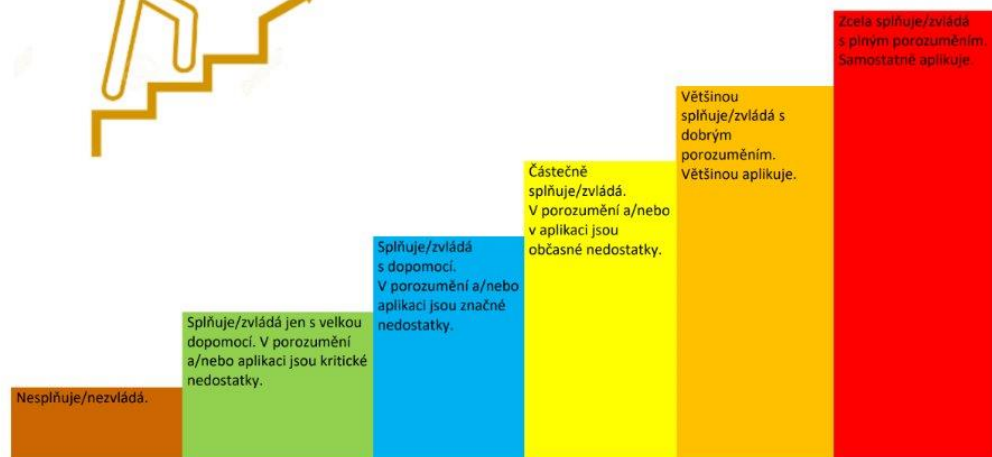 Nesplňuje/nezvládá.
Splňuje/zvládá jen s velkou
dopomocí. V porozumění
a/nebo aplikaci jsou kritické
nedostatky.
Splňuje/zvládá
s dopomocí.
V porozumění a/nebo
aplikaci jsou značné
nedostatky.
Částečně
splňuje/zvládá.
V porozumění a/nebo
v aplikaci jsou
občasné nedostatky.
Většinou
splňuje/zvládá s
dobrým
porozuměním.
Většinou aplikuje.
Zcela splňuje/zvládá
s plným porozuměním.
Samostatně aplikuje.